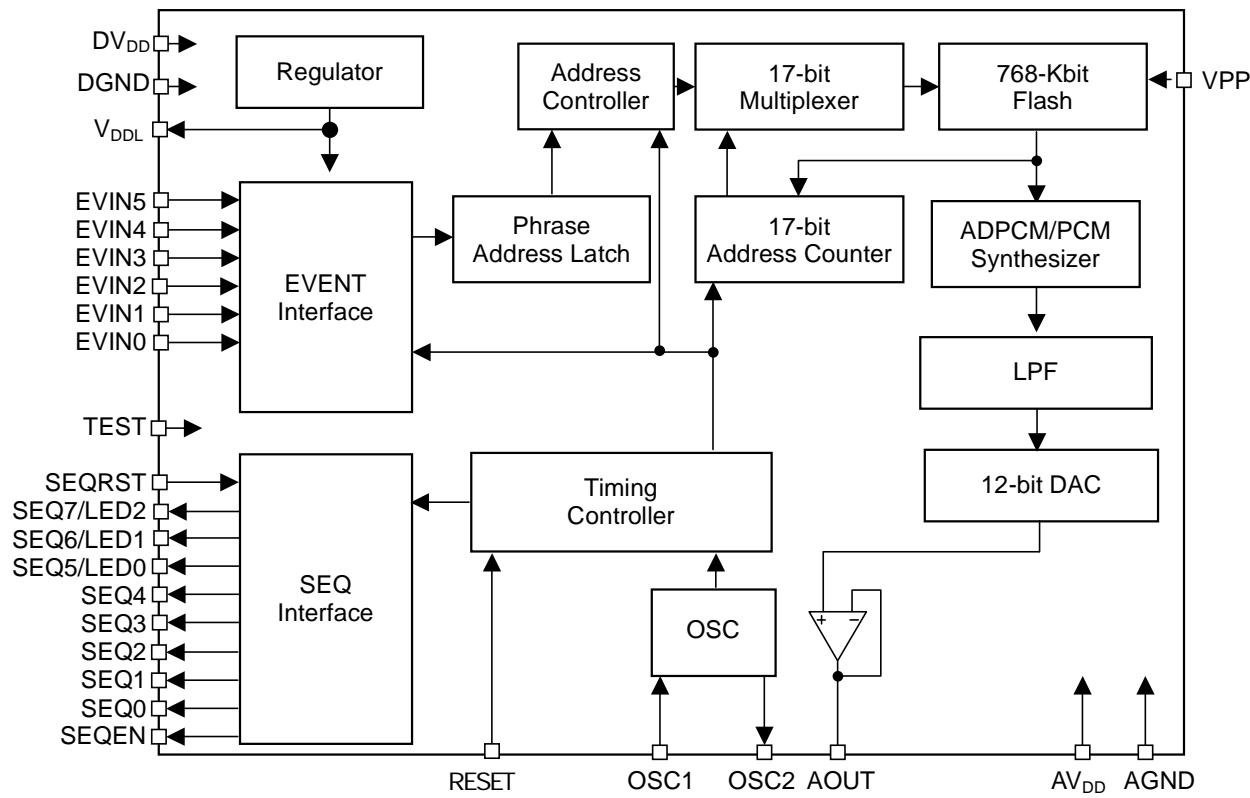 DVDD
DGND
VDDL
EVIN5
EVIN4
EVIN3
EVIN2
EVIN1
EVIN0
TEST
SEQRST
SEQ7/LED2
SEQ6/LED1
SEQ5/LED0
SEQ4
SEQ3
SEQ2
SEQ1
SEQ0
SEQEN
Regulator
EVENT
Interface
SEQ
Interface
Address
Controller
17-bit
Multiplexer
768-Kbit
Flash
VPP
Phrase
Address Latch
17-bit
Address Counter
ADPCM/PCM
Synthesizer
LPF
12-bit DAC
Timing
Controller
OSC
+ −
RESET
OSC1
OSC2
AOUT
AVDD
AGND